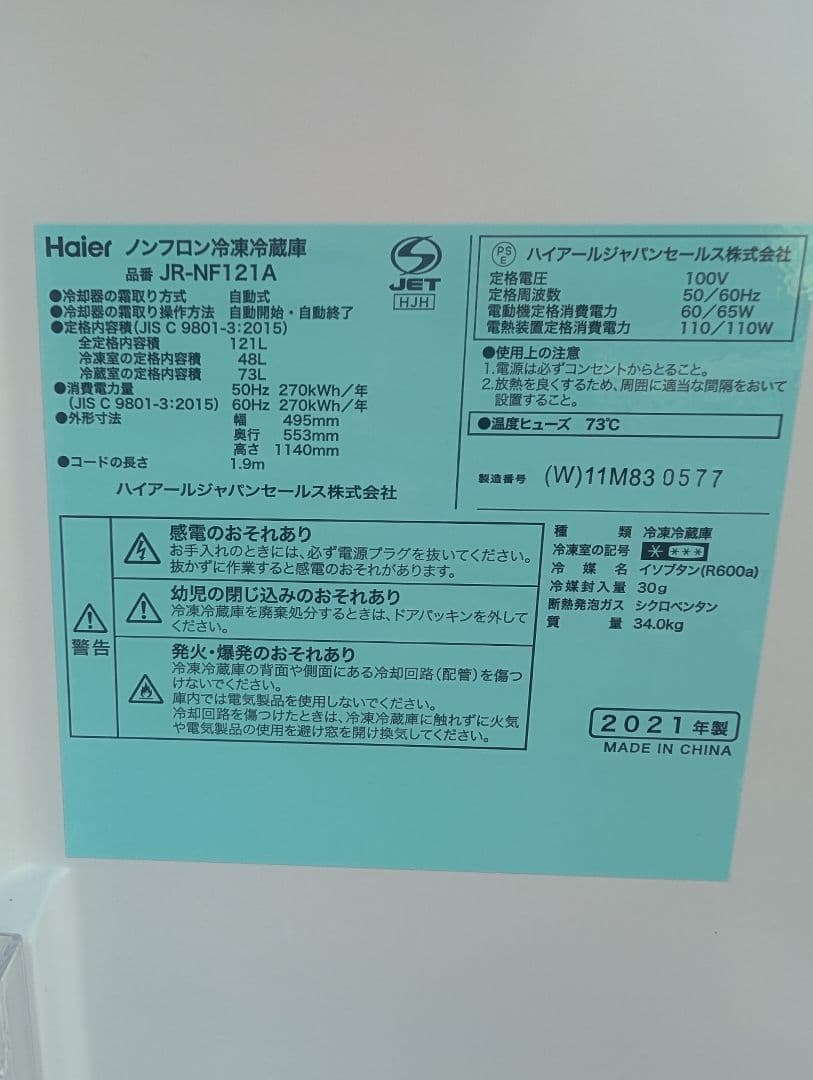 Haier ノンフロン冷凍冷蔵庫
品番 JR-NF121A
●冷却器の霜取り方式 自動式
●冷却器の霜取り操作方法 自動開始・自動終了
●定格内容積(JIS C 9801-3:2015)
全定格内容積 121L
冷凍室の定格内容積 48L
冷蔵室の定格内容積 73L
●消費電力量 50Hz 270kWh/年
(JIS C 9801-3:2015) 60Hz 270kWh/年
●外形寸法 幅 495mm
奥行 553mm
高さ 1140mm
●コードの長さ 1.9m
ハイアールジャパンセールス株式会社
S
JET
HJH
PS
E
ハイアールジャパンセールス株式会社
定格電圧 100V
定格周波数 50/60Hz
電動機定格消費電力 60/65W
電熱装置定格消費電力 110/110W
●使用上の注意
1.電源は必ずコンセントからとること。
2.放熱を良くするため、周囲に適当な間隔をおいて
設置すること。
●温度ヒューズ 73℃
製造番号 (W)11M83 0577
警告
感電のおそれあり
お手入れのときには、必ず電源プラグを抜いてください。
抜かずに作業すると感電のおそれがあります。
幼児の閉じ込みのおそれあり
冷凍冷蔵庫を廃棄処分するときは、ドアパッキンを外して
ください。
発火・爆発のおそれあり
冷凍冷蔵庫の背面や側面にある冷却回路(配管)を傷つ
けないでください。
庫内では電気製品を使用しないでください。
冷却回路を傷つけたときは、冷凍冷蔵庫に触れずに火気
や電気製品の使用を避け窓を開け換気してください。
種類 冷凍冷蔵庫
冷凍室の記号 * ***
冷媒名 イソブタン(R600a)
冷媒封入量 30g
断熱発泡ガス シクロペンタン
質量 34.0kg
2021年製
MADE IN CHINA